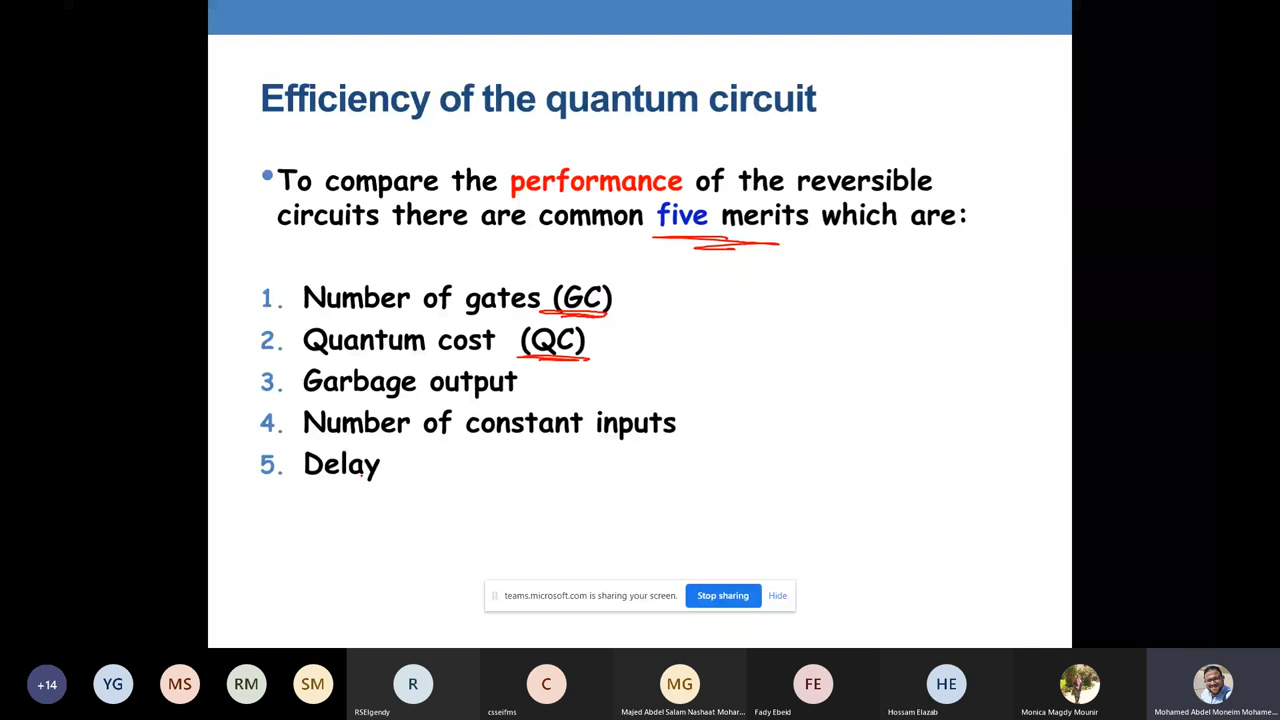 Efficiency of the quantum circuit
•To compare the performance of the reversible
circuits there are common five merits which are:
1. Number of gates (GC)
2. Quantum cost (QC)
3. Garbage output
4. Number of constant inputs
5. Delay
teams.microsoft.com is sharing your screen. Stop sharing Hide
+14 YG MS RM SM R C MG FE HE
RSElgendy csseifms Majed Abdel Salam Nashaat Mohar... Fady Ebeid Hossam Elazab Monica Magdy Mounir Mohamed Abdel Moneim Mohame...